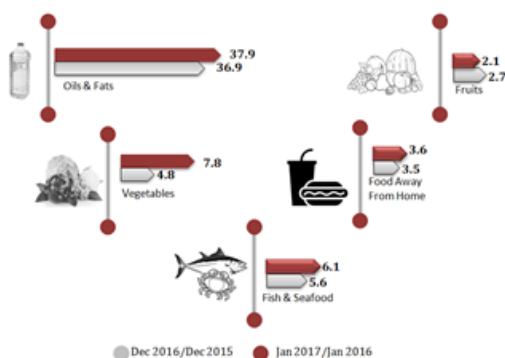 37.9
36.9
Oils & Fats
2.1
2.7
Fruits
7.8
4.8
Vegetables
3.6
3.5
Food Away
From Home
6.1
5.6
Fish & Seafood
Dec 2016/Dec 2015 Jan 2017/Jan 2016